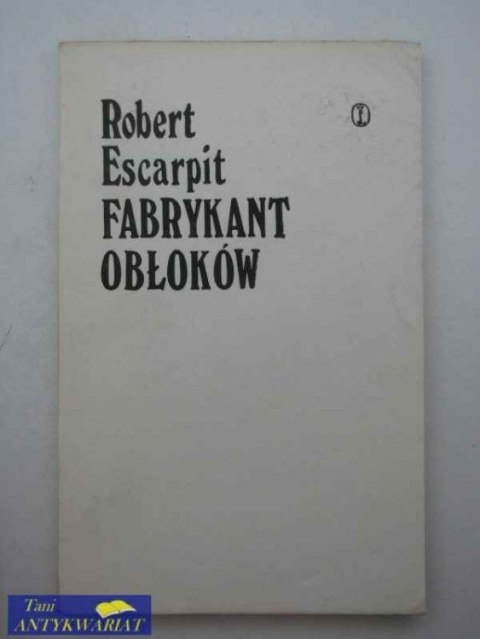 Robert
Escarpit
FABRYKANT
OBŁOKÓW
Tani
ANTYKWARIAT